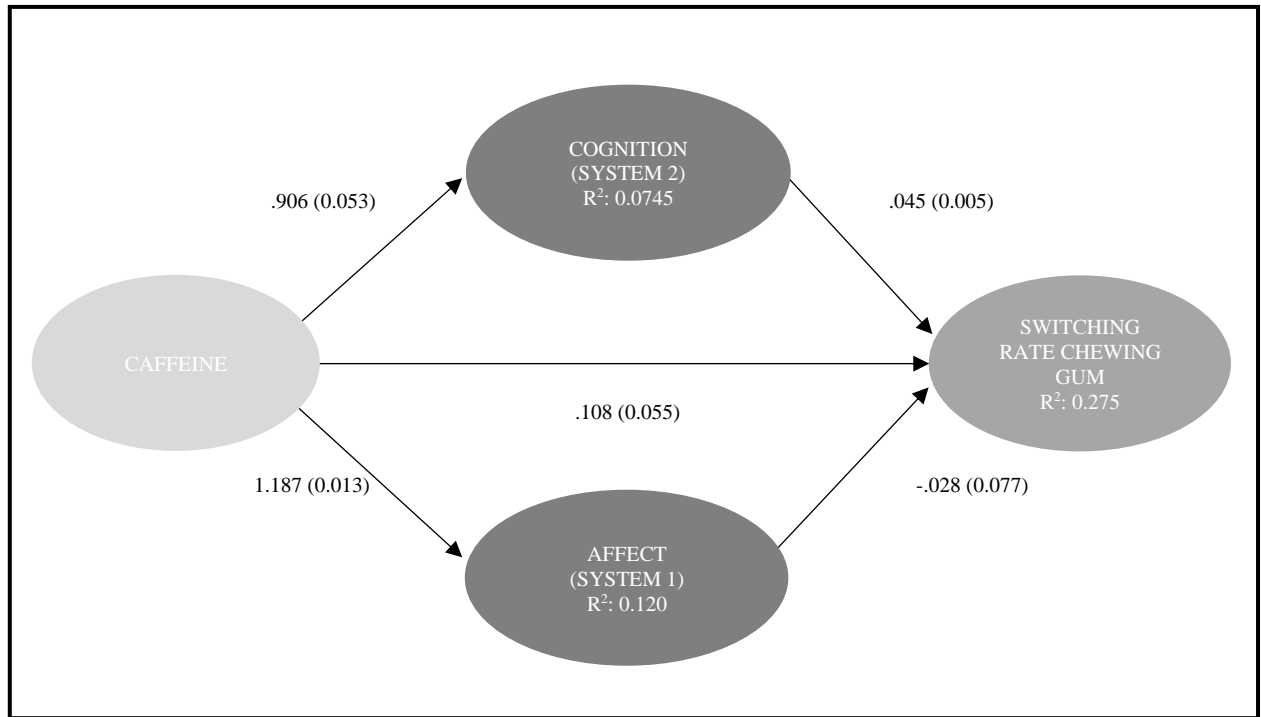 COGNITION
(SYSTEM 2)
R²: 0.0745
.906 (0.053)
.045 (0.005)
CAFFEINE
SWITCHING
RATE CHEWING
GUM
R²: 0.275
.108 (0.055)
1.187 (0.013)
-.028 (0.077)
AFFECT
(SYSTEM 1)
R²: 0.120